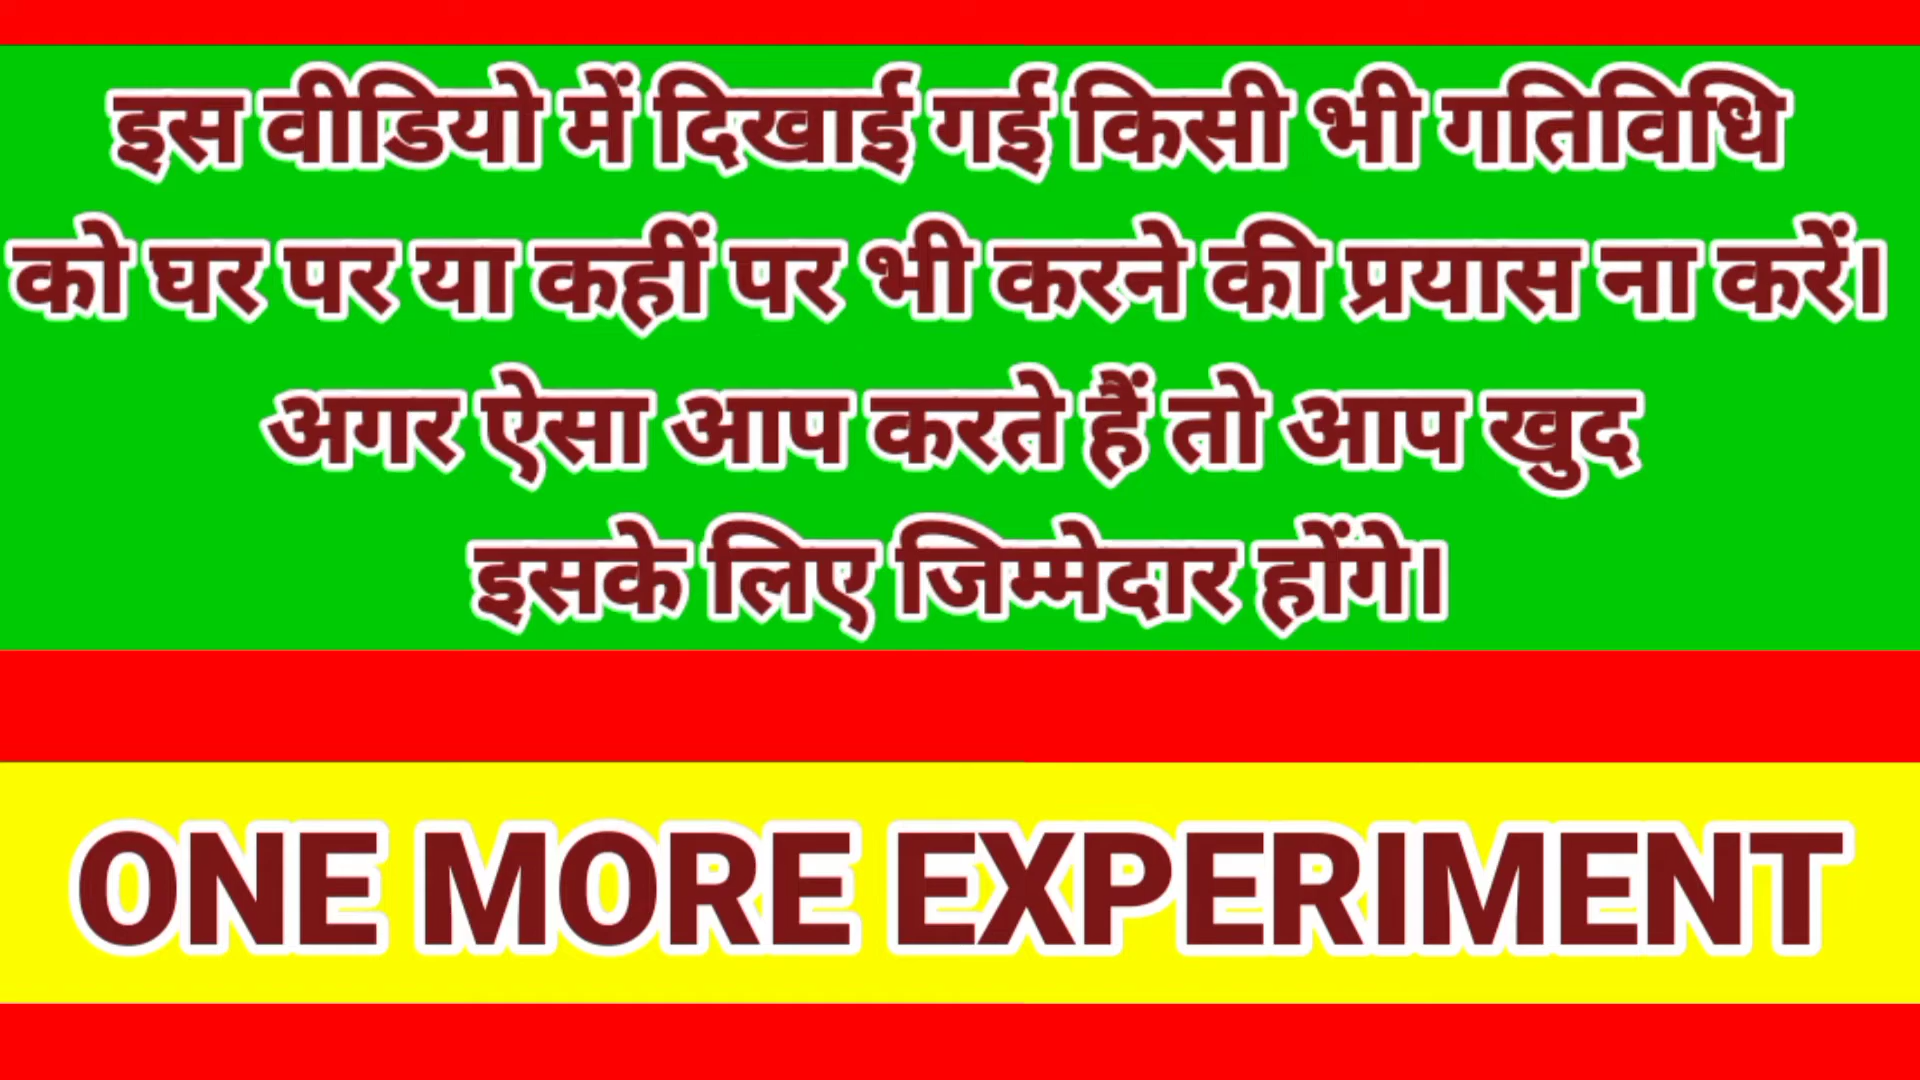 इस वीडियो में दिखाई गई किसी भी गतिविधि
को घर पर या कहीं पर भी करने की प्रयास ना करें।
अगर ऐसा आप करते हैं तो आप खुद
इसके लिए जिम्मेदार होंगे।
ONE MORE EXPERIMENT